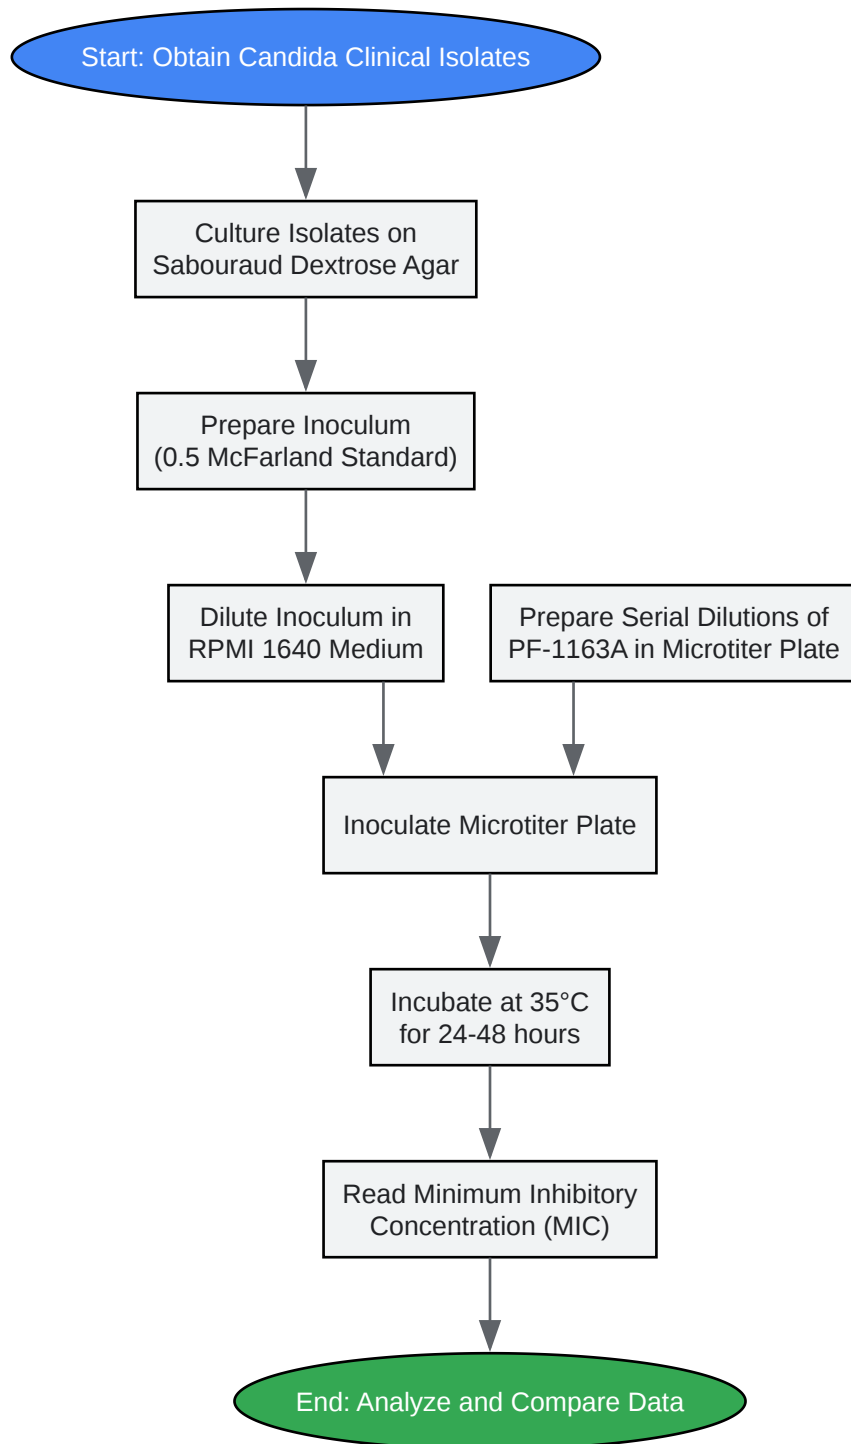 Start: Obtain Candida Clinical Isolates
Culture Isolates on
Sabouraud Dextrose Agar
Prepare Inoculum
(0.5 McFarland Standard)
Dilute Inoculum in
RPMI 1640 Medium
Prepare Serial Dilutions of
PF-1163A in Microtiter Plate
Inoculate Microtiter Plate
Incubate at 35°C
for 24-48 hours
Read Minimum Inhibitory
Concentration (MIC)
End: Analyze and Compare Data